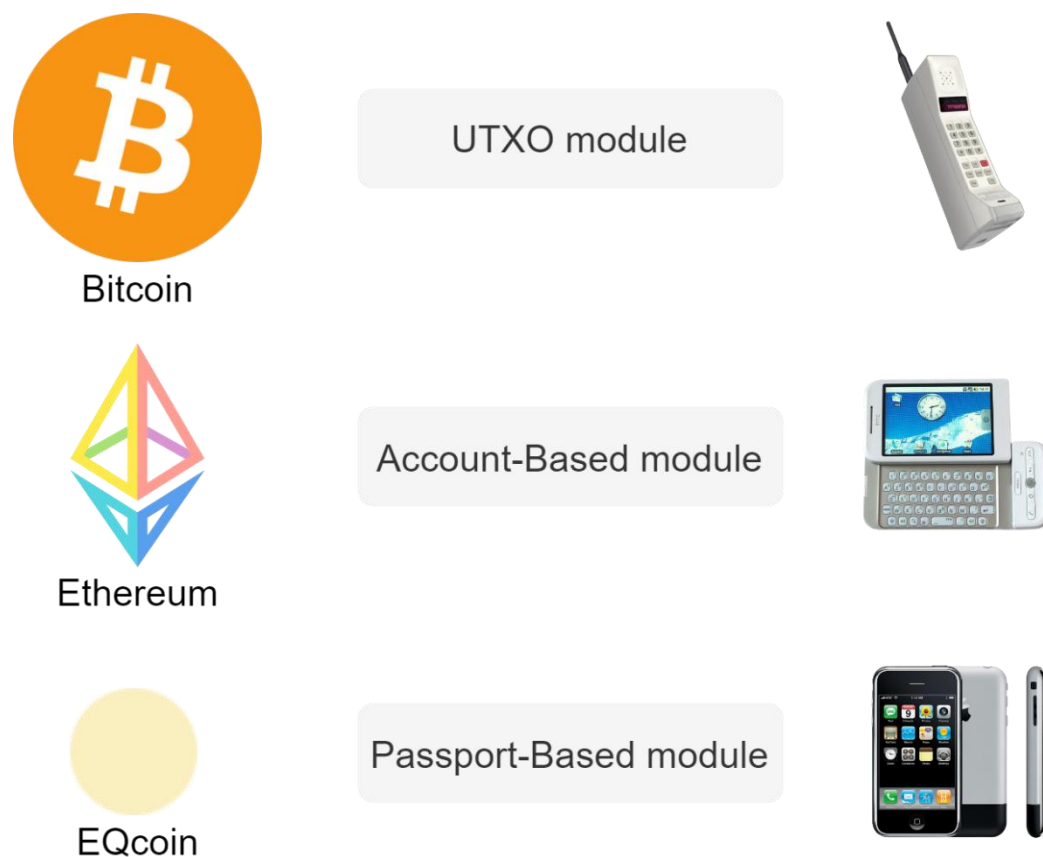 UTXO module
Bitcoin
Account-Based module
Ethereum
Passport-Based module
EQcoin